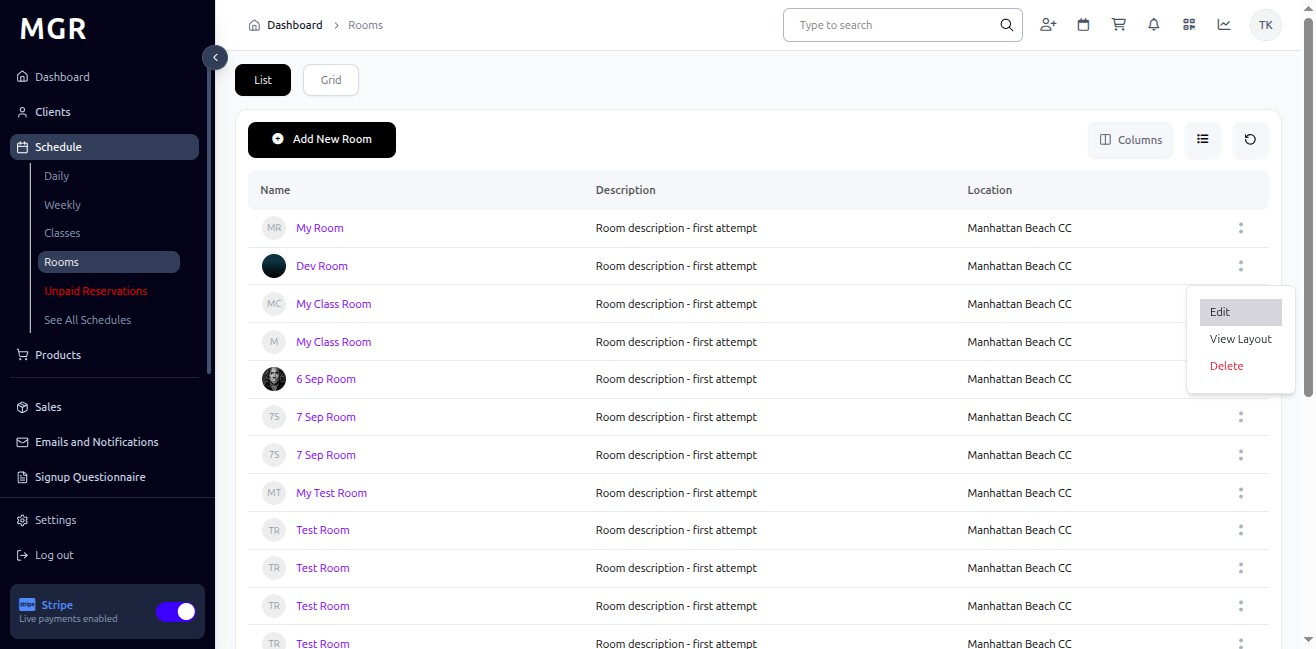 MGR
Dashboard
Clients
Schedule
Daily
Weekly
Classes
Rooms
Unpaid Reservations
See All Schedules
Products
Sales
Emails and Notifications
Signup Questionnaire
Settings
Log out
Stripe
Live payments enabled
Dashboard > Rooms
Type to search
TK
List Grid
Add New Room
Columns
Name Description Location
MR My Room Room description - first attempt Manhattan Beach CC
Dev Room Room description - first attempt Manhattan Beach CC
MC My Class Room Room description - first attempt Manhattan Beach CC
M My Class Room Room description - first attempt Manhattan Beach CC
6 Sep Room Room description - first attempt Manhattan Beach CC
7S 7 Sep Room Room description - first attempt Manhattan Beach CC
7S 7 Sep Room Room description - first attempt Manhattan Beach CC
MT My Test Room Room description - first attempt Manhattan Beach CC
TR Test Room Room description - first attempt Manhattan Beach CC
TR Test Room Room description - first attempt Manhattan Beach CC
TR Test Room Room description - first attempt Manhattan Beach CC
TR Test Room Room description - first attempt Manhattan Beach CC
Edit
View Layout
Delete